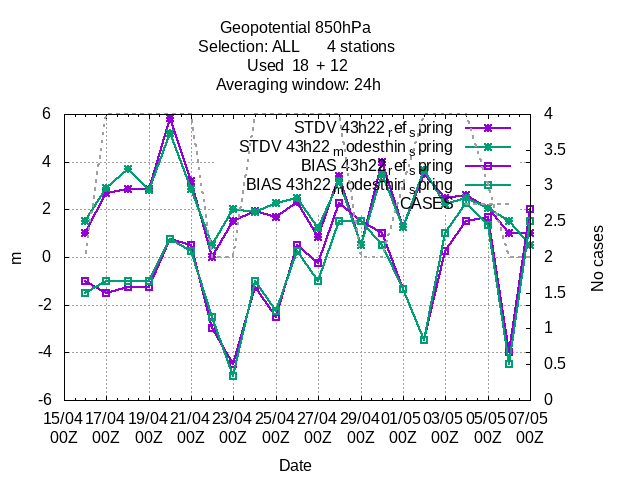 Geopotential 850hPa
Selection: ALL 4 stations
Used 18 + 12
Averaging window: 24h
STDV 43h22ref_spring
STDV 43h22modesthin_spring
BIAS 43h22ref_spring
BIAS 43h22modesthin_spring
CASES
6
4
2
0
-2
-4
-6
m
4
3.5
3
2.5
2
1.5
1
0.5
0
No cases
15/04 17/04 19/04 21/04 23/04 25/04 27/04 29/04 01/05 03/05 05/05 07/05
00Z 00Z 00Z 00Z 00Z 00Z 00Z 00Z 00Z 00Z 00Z 00Z
Date